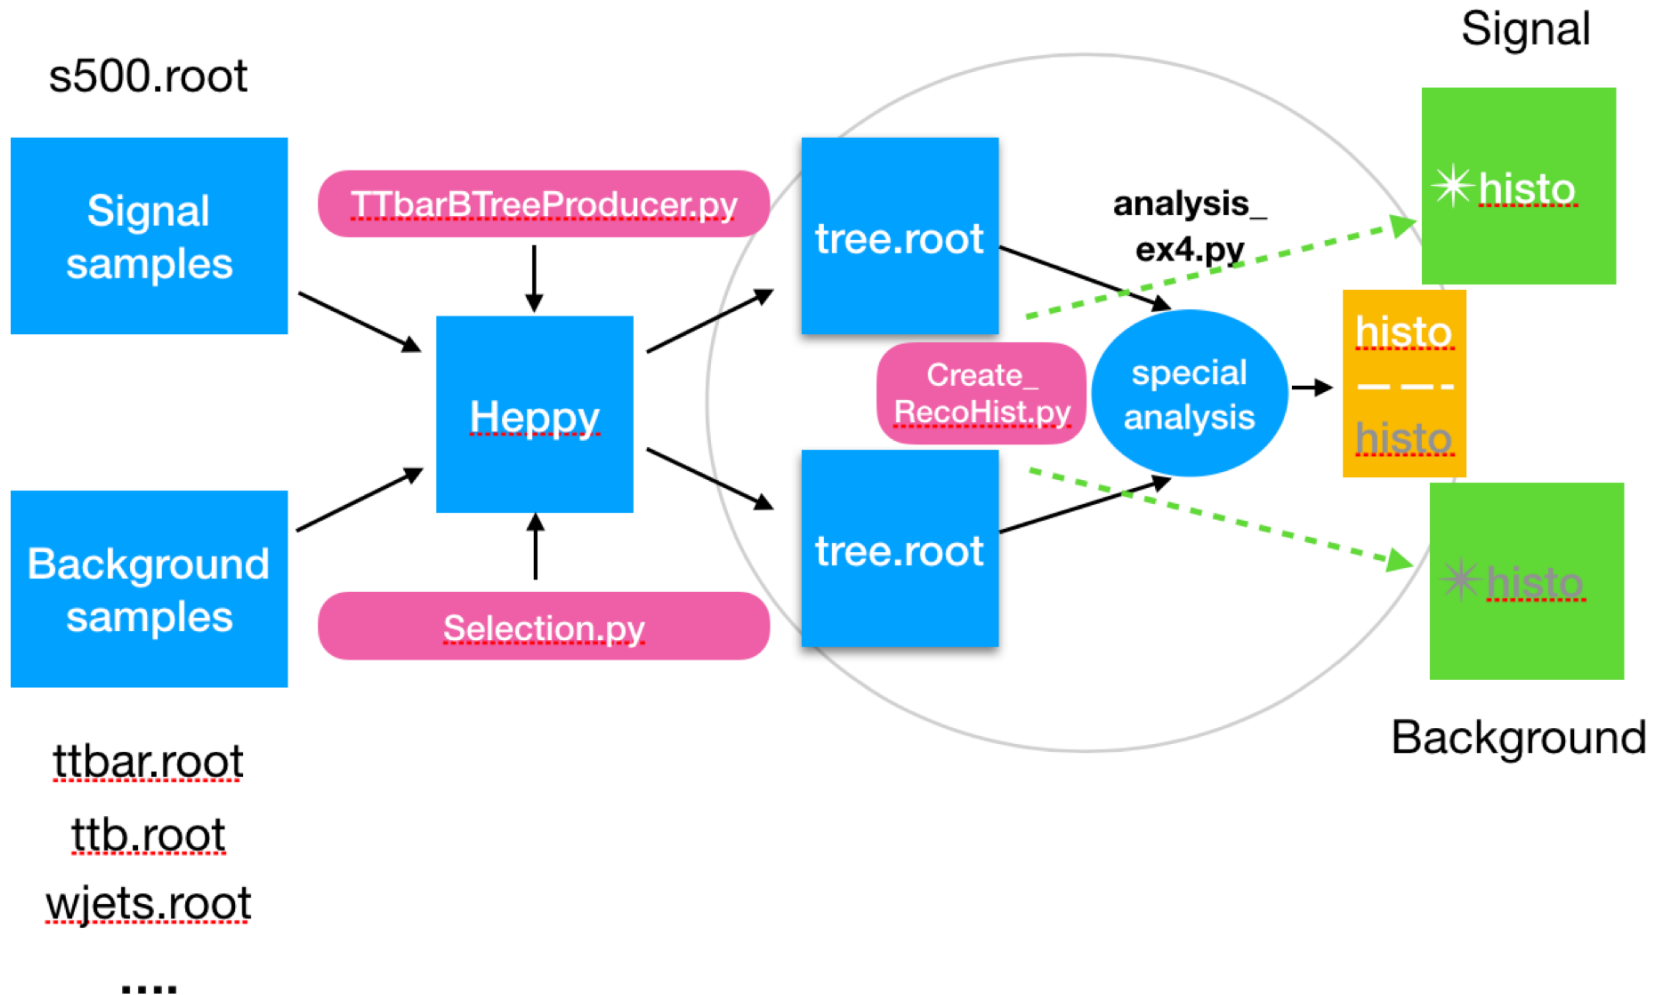 s500.root
Signal
samples
Background
samples
ttbar.root
ttb.root
wjets.root
....
TTbarBTreeProducer.py
Heppy
Selection.py
tree.root
tree.root
analysis_
ex4.py
Create_
RecoHist.py
special
analysis
Signal
histo
histo
histo
histo
Background